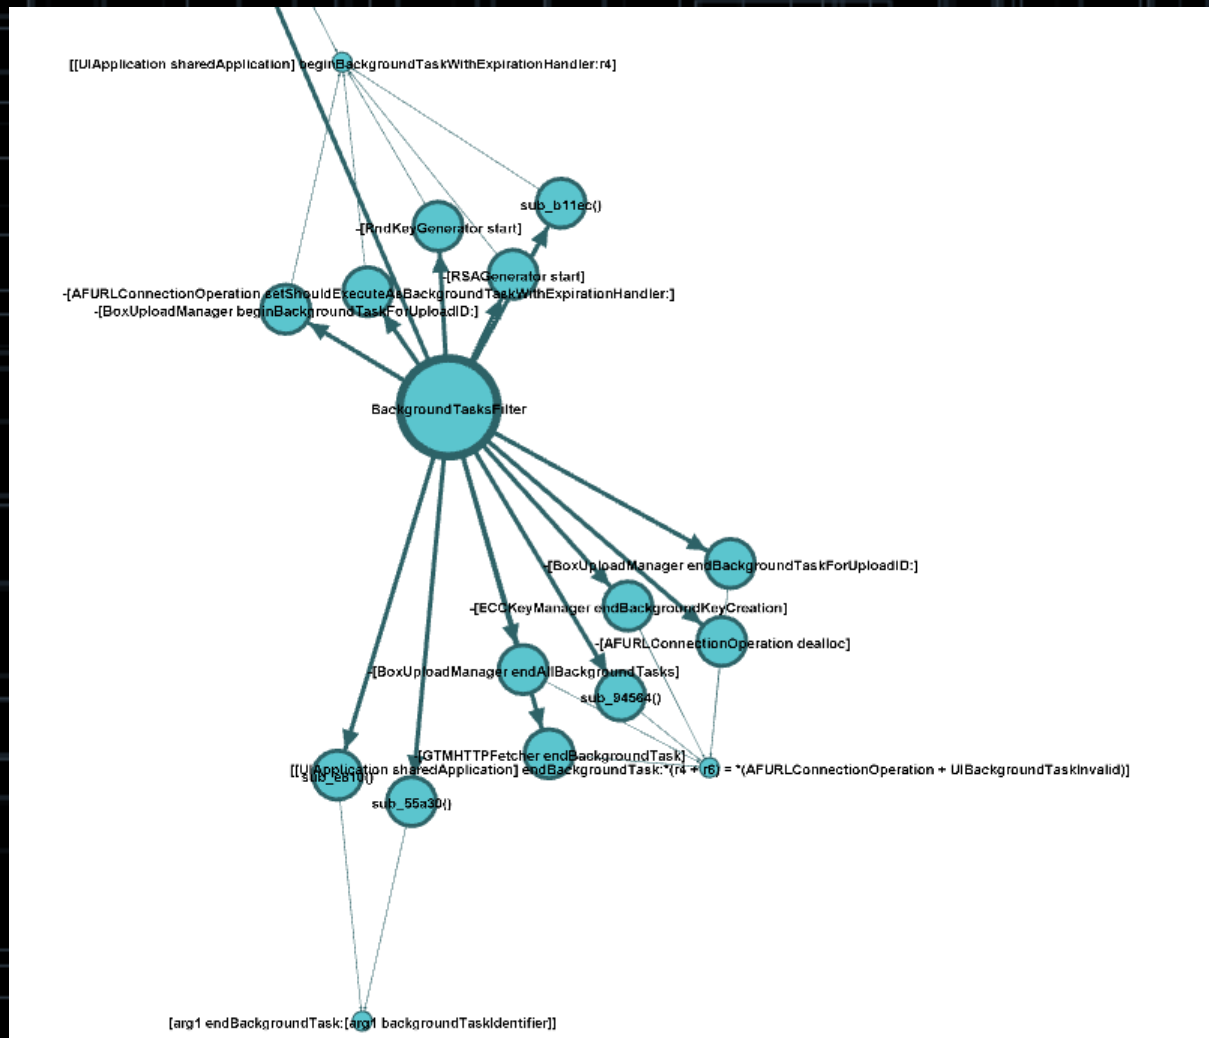 [[UIApplication sharedApplication] beginBackgroundTaskWithExpirationHandler:r4]
sub_b11ec()
-[RndKeyGenerator start]
-[RSAGenerator start]
-[AFURLConnectionOperation setShouldExecuteAsBackgroundTaskWithExpirationHandler:]
-[BoxUploadManager beginBackgroundTaskForUploadID:]
BackgroundTasksFilter
-[BoxUploadManager endBackgroundTaskForUploadID:]
-[ECCKeyManager endBackgroundKeyCreation]
-[AFURLConnectionOperation dealloc]
-[BoxUploadManager endAllBackgroundTasks]
sub_94564()
-[GTMHTTPFetcher endBackgroundTask]
[[UIApplication sharedApplication] endBackgroundTask:*(r4 + r6) = *(AFURLConnectionOperation + UIBackgroundTaskInvalid)]
sub_55a30()
[arg1 endBackgroundTask:[arg1 backgroundTaskIdentifier]]